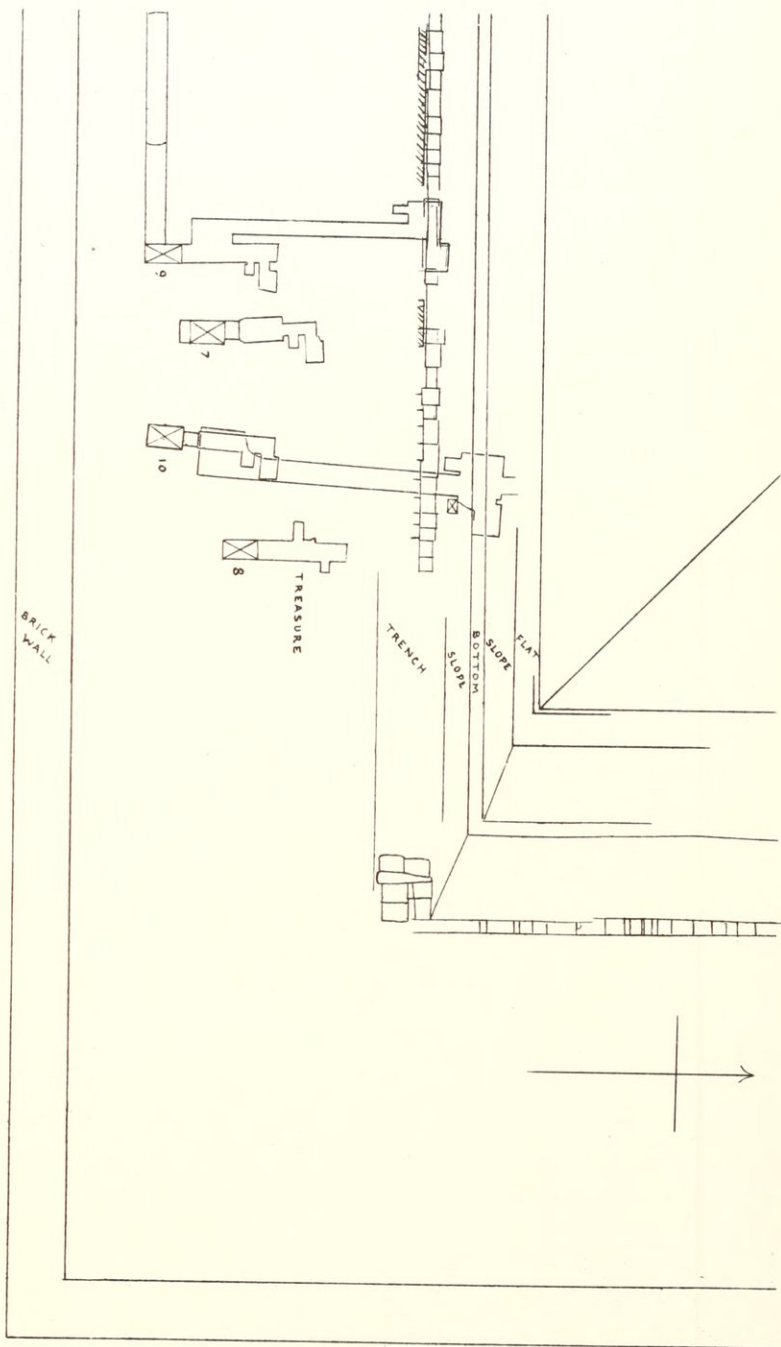 9
7
10
8
TREASURE
BRICK
WALL
TRENCH
SLOPE
BOTTOM
SLOPE
FLAT